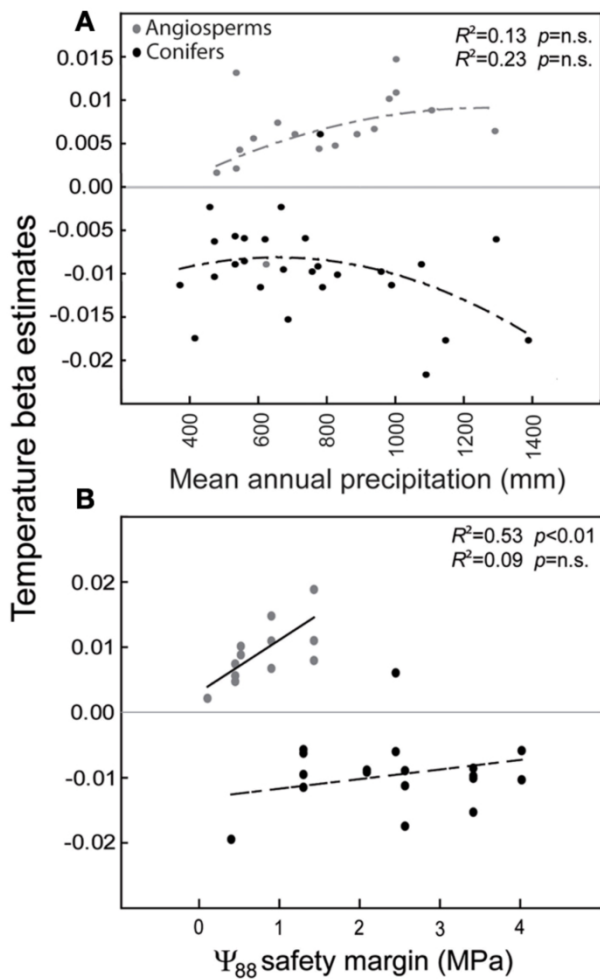 A
Angiosperms
Conifers
R²=0.13 p=n.s.
R²=0.23 p=n.s.
0.015
0.01
0.005
0.00
-0.005
-0.01
-0.015
-0.02
400 600 800 1000 1200 1400
Mean annual precipitation (mm)
Temperature beta estimates
B
R²=0.53 p<0.01
R²=0.09 p=n.s.
0.02
0.01
0.00
-0.01
-0.02
0 1 2 3 4
Ψ88 safety margin (MPa)